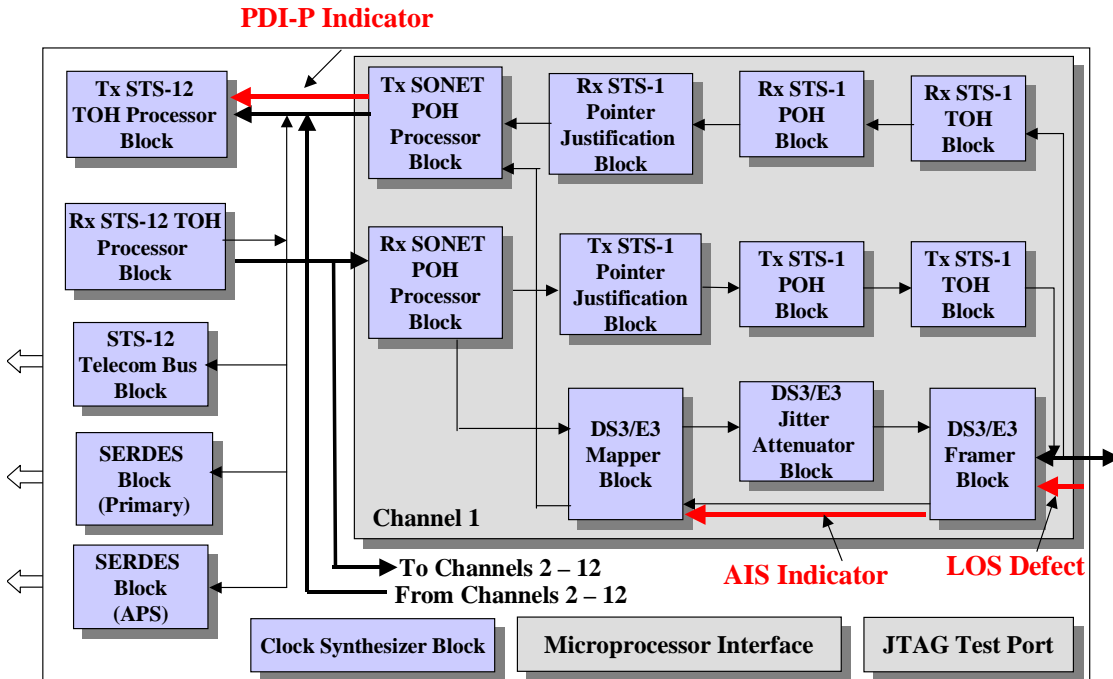 PDI-P Indicator
Tx STS-12
TOH Processor
Block
Tx SONET
POH
Processor
Block
Rx STS-1
Pointer
Justification
Block
Rx STS-1
POH
Block
Rx STS-1
TOH
Block
Rx STS-12 TOH
Processor
Block
Rx SONET
POH
Processor
Block
Tx STS-1
Pointer
Justification
Block
Tx STS-1
POH
Block
Tx STS-1
TOH
Block
STS-12
Telecom Bus
Block
SERDES
Block
(Primary)
SERDES
Block
(APS)
DS3/E3
Mapper
Block
DS3/E3
Jitter
Attenuator
Block
DS3/E3
Framer
Block
Channel 1
To Channels 2 – 12
From Channels 2 – 12
AIS Indicator
LOS Defect
Clock Synthesizer Block
Microprocessor Interface
JTAG Test Port